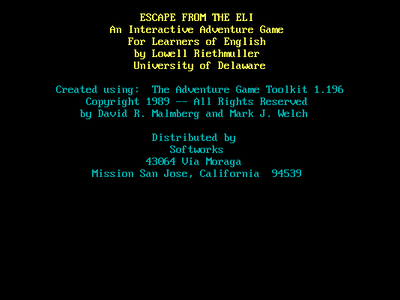 ESCAPE FROM THE ELI
An Interactive Adventure Game
For Learners of English
by Lowell Riethmuller
University of Delaware
Created using:  The Adventure Game Toolkit 1.196
Copyright 1989 -- All Rights Reserved
by David R. Malmberg and Mark J. Welch
Distributed by
Softworks
43064 Via Moraga
Mission San Jose, California  94539